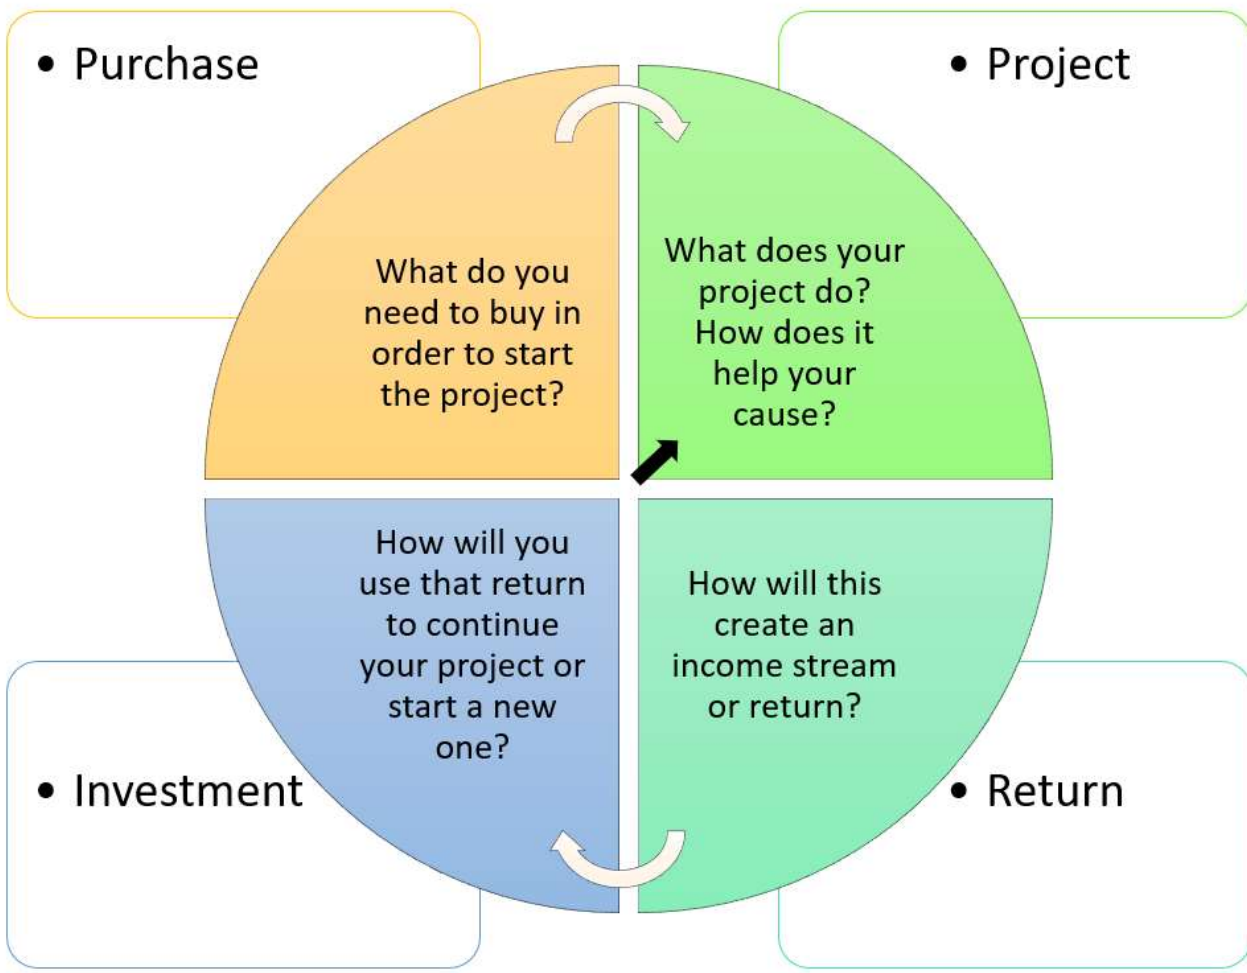 • Purchase
• Project
What do you
need to buy in
order to start
the project?
What does your
project do?
How does it
help your
cause?
How will you
use that return
to continue
your project or
start a new
one?
How will this
create an
income stream
or return?
• Investment
• Return